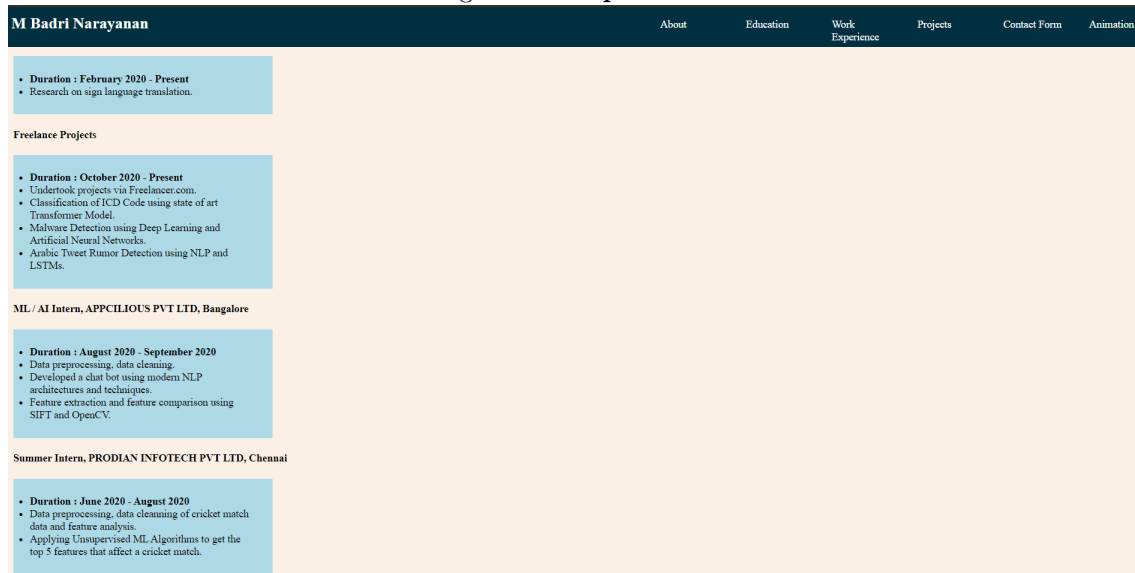 M Badri Narayanan
About Education Work Experience Projects Contact Form Animation
• Duration : February 2020 - Present
• Research on sign language translation.
Freelance Projects
• Duration : October 2020 - Present
• Undertook projects via Freelancer.com.
• Classification of ICD Code using state of art
Transformer Model.
• Malware Detection using Deep Learning and
Artificial Neural Networks.
• Arabic Tweet Rumor Detection using NLP and
LSTMs.
ML / AI Intern, APPCILIOUS PVT LTD, Bangalore
• Duration : August 2020 - September 2020
• Data preprocessing, data cleaning.
• Developed a chat bot using modern NLP
architectures and techniques.
• Feature extraction and feature comparison using
SIFT and OpenCV.
Summer Intern, PRODIAN INFOTECH PVT LTD, Chennai
• Duration : June 2020 - August 2020
• Data preprocessing, data cleanning of cricket match
data and feature analysis.
• Applying Unsupervised ML Algorithms to get the
top 5 features that affect a cricket match.